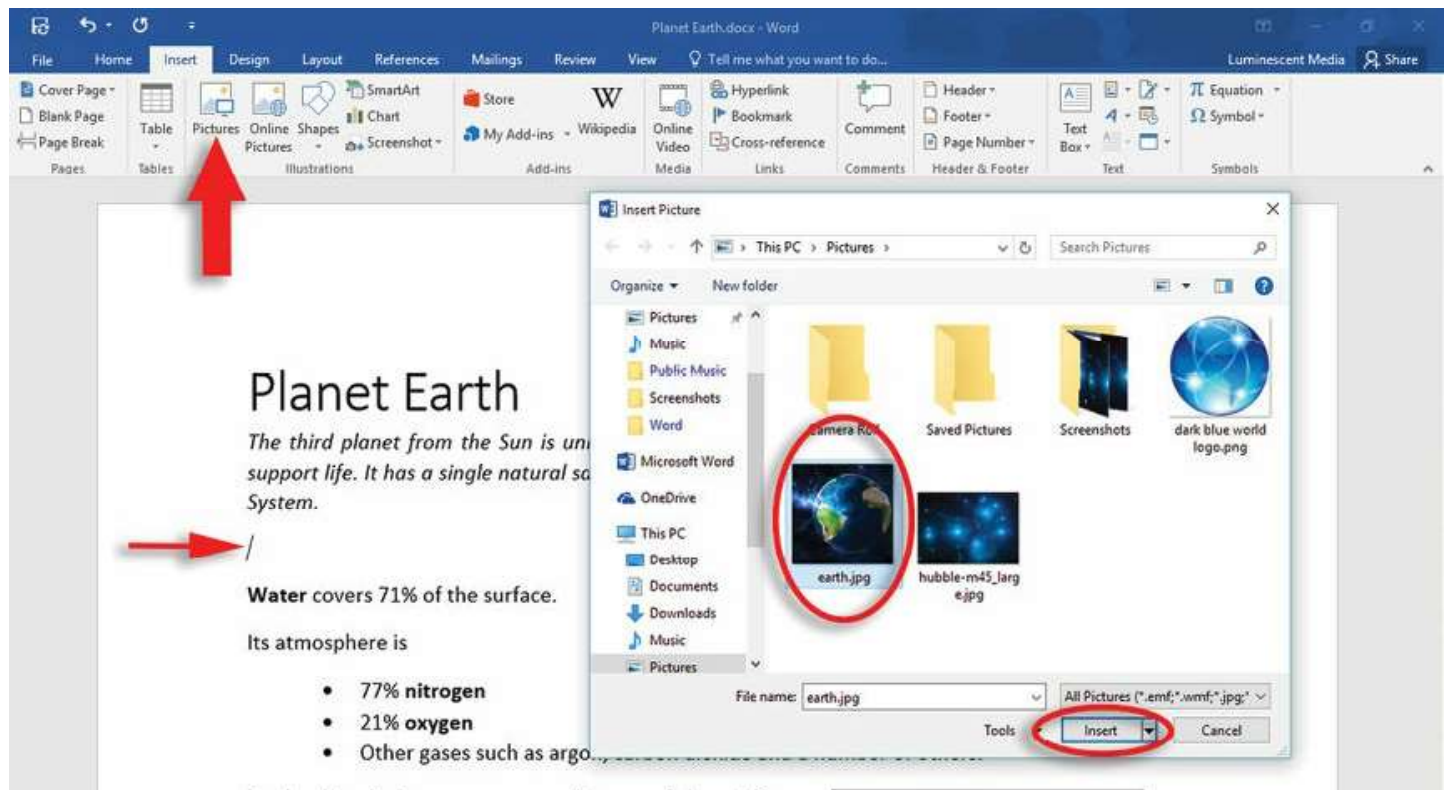 Planet Earth.docx - Word
File Home Insert Design Layout References Mailings Review View Tell me what you want to do... Luminescent Media Share
Cover Page
Blank Page
Page Break
Pages
Table
Tables
Pictures
Online Pictures
Shapes
SmartArt
Chart
Screenshot
Illustrations
Store
My Add-ins
Wikipedia
Add-ins
Online Video
Media
Hyperlink
Bookmark
Cross-reference
Links
Comment
Comments
Header
Footer
Page Number
Header & Footer
Text Box
Text
Equation
Symbol
Symbols
Planet Earth
The third planet from the Sun is
support life. It has a single natural
System.
Water covers 71% of the surface.
Its atmosphere is
• 77% nitrogen
• 21% oxygen
• Other gases such as
Insert Picture
This PC > Pictures >
Search Pictures
Organize
New folder
Pictures
Music
Public Music
Screenshots
Word
Microsoft Word
OneDrive
This PC
Desktop
Documents
Downloads
Music
Pictures
Camera Roll
Saved Pictures
Screenshots
dark blue world
logo.png
earth.jpg
hubble-m45_larg
e.jpg
File name: earth.jpg
All Pictures (*.emf;*.wmf;*.jpg;*
Tools
Insert
Cancel